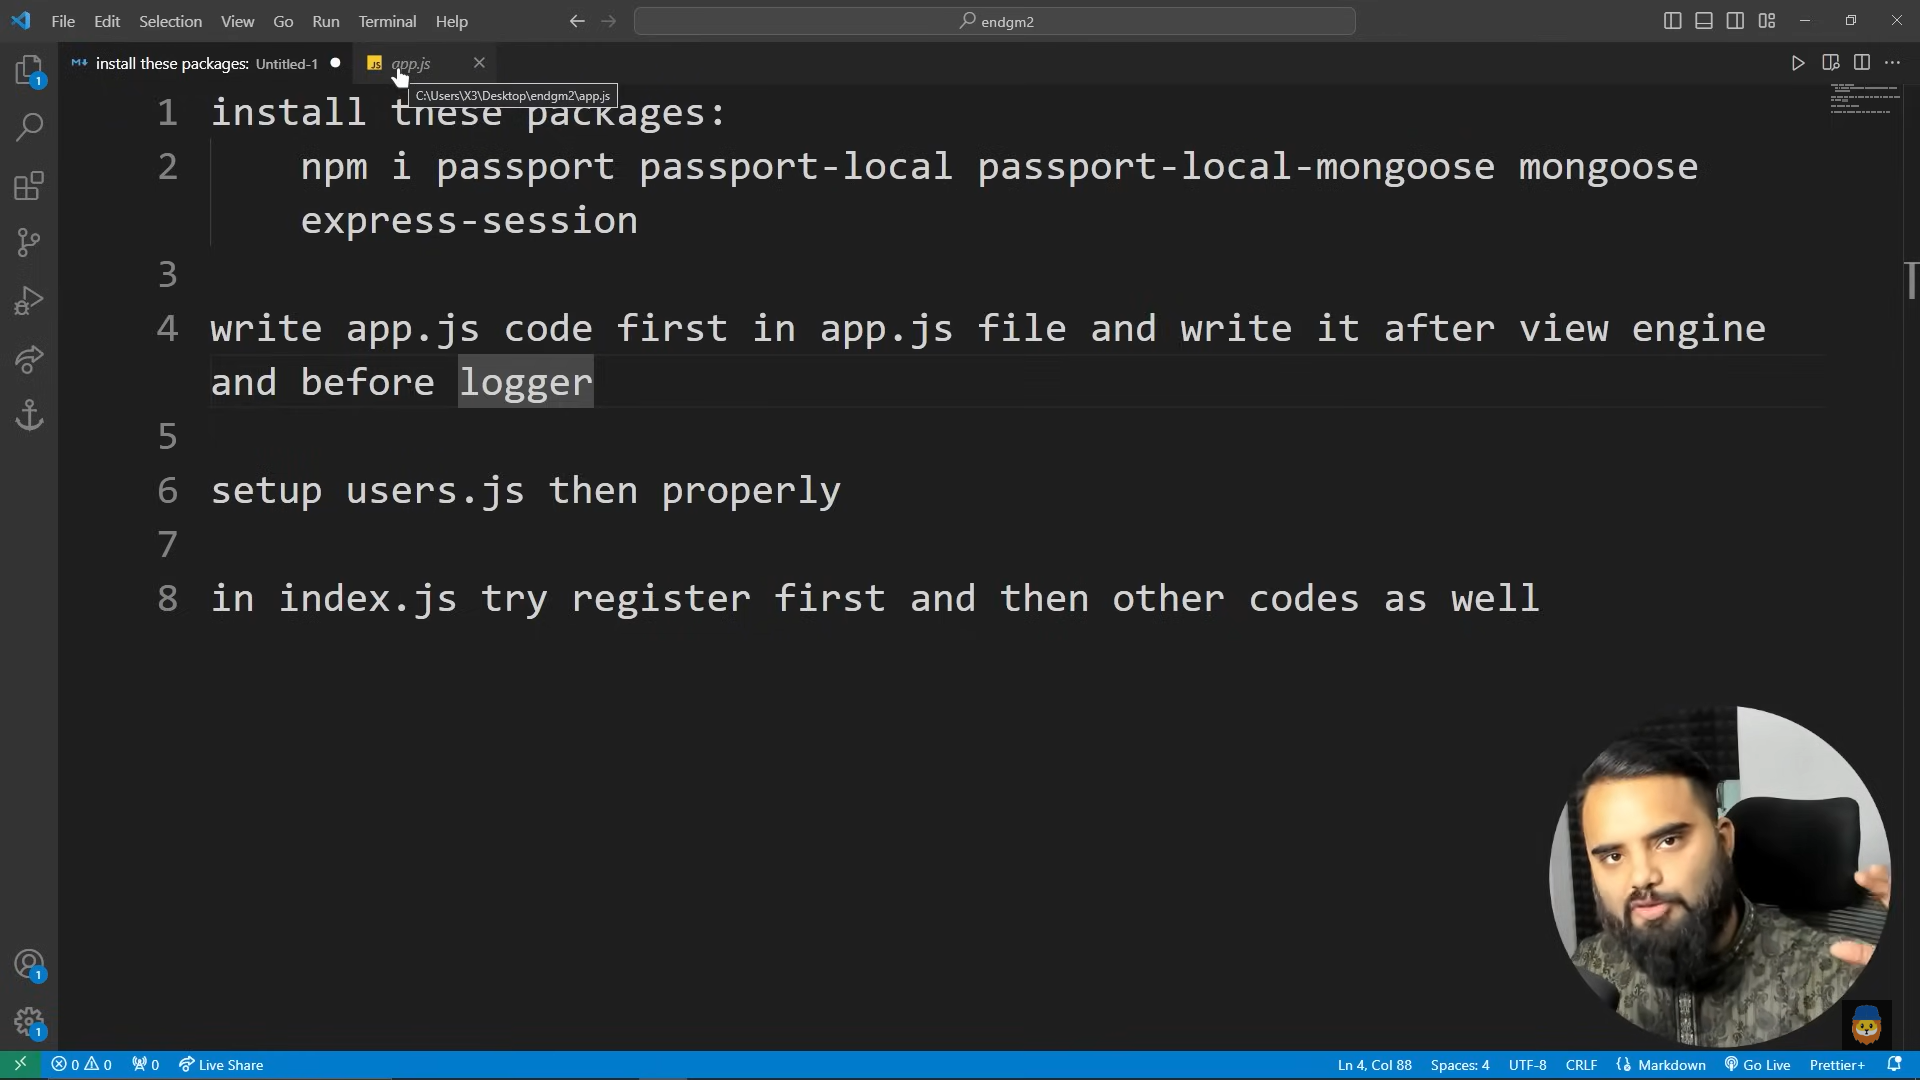 File Edit Selection View Go Run Terminal Help
endgm2
install these packages: Untitled-1
app.js
C:\Users\X3\Desktop\endgm2\app.js
1 install these packages:
2 npm i passport passport-local passport-local-mongoose mongoose
express-session
3
4 write app.js code first in app.js file and write it after view engine
and before logger
5
6 setup users.js then properly
7
8 in index.js try register first and then other codes as well
0 0 0 Live Share
Ln 4, Col 88 Spaces: 4 UTF-8 CRLF Markdown Go Live Prettier+